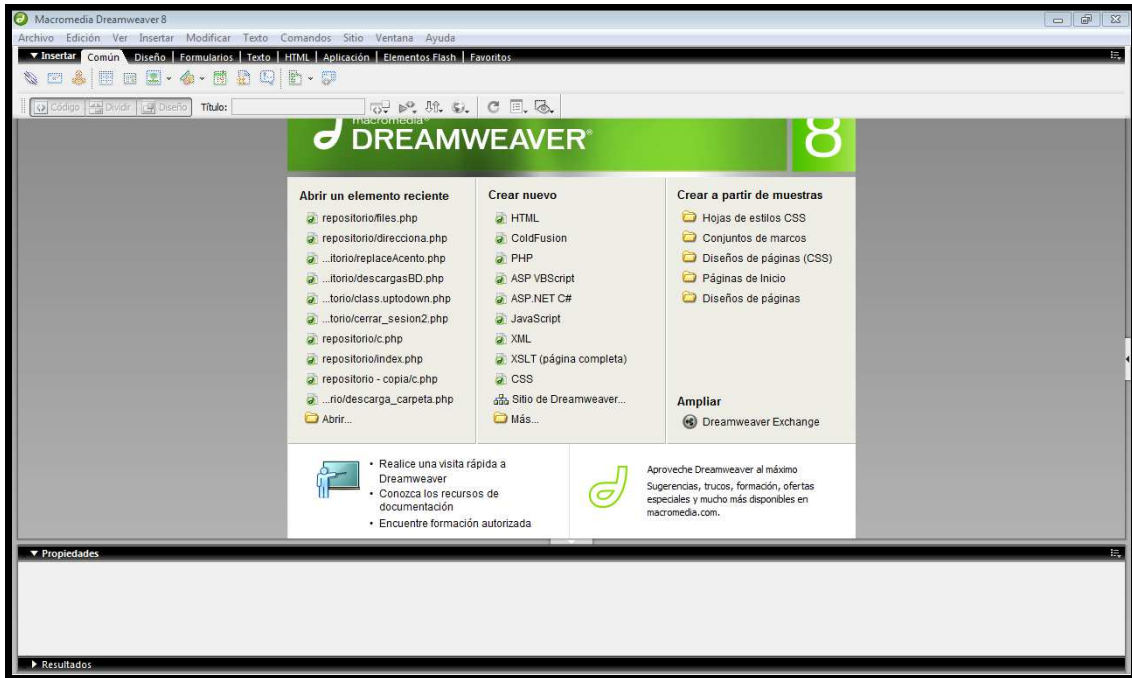 Macromedia Dreamweaver 8
Archivo Edición Ver Insertar Modificar Texto Comandos Sitio Ventana Ayuda
Insertar Común Diseño Formularios Texto HTML Aplicación Elementos Flash Favoritos
Código Dividir Diseño Título:
macromedia®
DREAMWEAVER® 8
Abrir un elemento reciente
repositorio/files.php
repositorio/direcciona.php
...itorio/replaceAcento.php
...itorio/descargasBD.php
...torio/class.uptodown.php
...torio/cerrar_sesion2.php
repositorio/c.php
repositorio/index.php
repositorio - copia/c.php
...rio/descarga_carpeta.php
Abrir...
Crear nuevo
HTML
ColdFusion
PHP
ASP VBScript
ASP.NET C#
JavaScript
XML
XSLT (página completa)
CSS
Sitio de Dreamweaver...
Más...
Crear a partir de muestras
Hojas de estilos CSS
Conjuntos de marcos
Diseños de páginas (CSS)
Páginas de Inicio
Diseños de páginas
Ampliar
Dreamweaver Exchange
• Realice una visita rápida a
Dreamweaver
• Conozca los recursos de
documentación
• Encuentre formación autorizada
Aproveche Dreamweaver al máximo
Sugerencias, trucos, formación, ofertas
especiales y mucho más disponibles en
macromedia.com.
Propiedades
Resultados